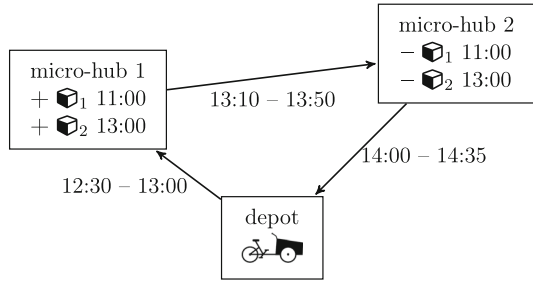 micro-hub 2
− 1 11:00
− 2 13:00
micro-hub 1
+ 1 11:00
+ 2 13:00
13:10 – 13:50
14:00 – 14:35
12:30 – 13:00
depot